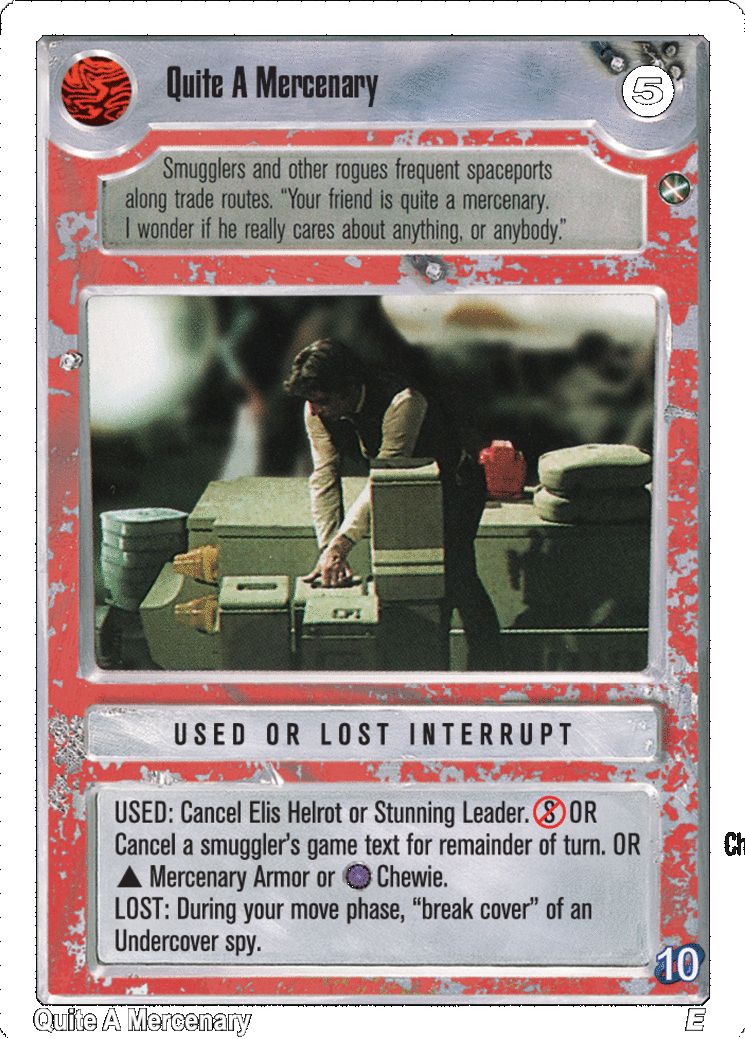 Quite A Mercenary
5
Smugglers and other rogues frequent spaceports
along trade routes. “Your friend is quite a mercenary.
I wonder if he really cares about anything, or anybody.”
USED OR LOST INTERRUPT
USED: Cancel Elis Helrot or Stunning Leader. S OR
Cancel a smuggler’s game text for remainder of turn. OR
▲ Mercenary Armor or Chewie.
LOST: During your move phase, “break cover” of an
Undercover spy.
10
Quite A Mercenary
E
Ch